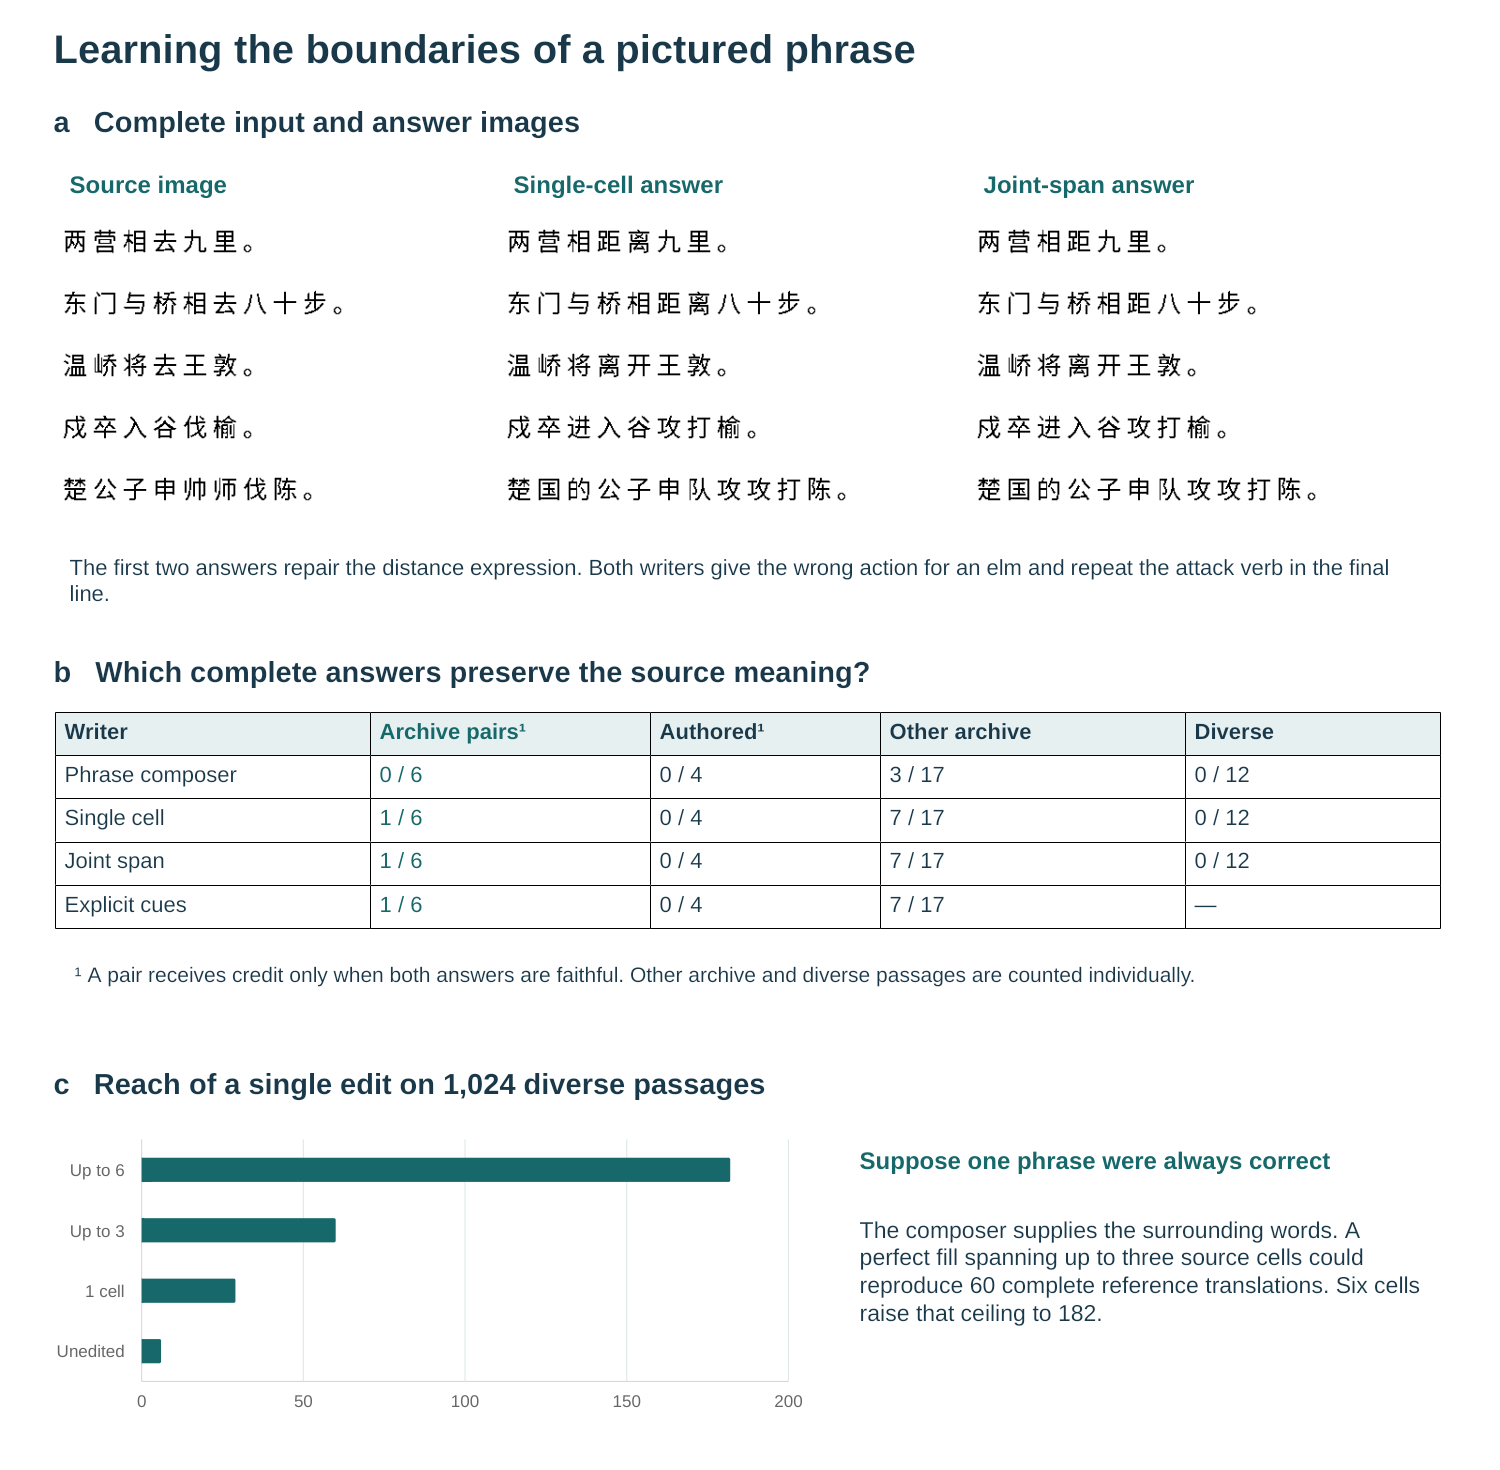 Learning the boundaries of a pictured phrase
a Complete input and answer images
Source image Single-cell answer Joint-span answer
两营相去九里。 两营相距离九里。 两营相距九里。
东门与桥相去八十步。 东门与桥相距离八十步。 东门与桥相距八十步。
温峤将去王敦。 温峤将离开王敦。 温峤将离开王敦。
戍卒入谷伐榆。 戍卒进入谷攻打榆。 戍卒进入谷攻打榆。
楚公子申帅师伐陈。 楚国的公子申队攻攻打陈。 楚国的公子申队攻攻打陈。
The first two answers repair the distance expression. Both writers give the wrong action for an elm and repeat the attack verb in the final
line.
b Which complete answers preserve the source meaning?
Writer Archive pairs¹ Authored¹ Other archive Diverse
Phrase composer 0 / 6 0 / 4 3 / 17 0 / 12
Single cell 1 / 6 0 / 4 7 / 17 0 / 12
Joint span 1 / 6 0 / 4 7 / 17 0 / 12
Explicit cues 1 / 6 0 / 4 7 / 17 —
¹ A pair receives credit only when both answers are faithful. Other archive and diverse passages are counted individually.
c Reach of a single edit on 1,024 diverse passages
Up to 6
Up to 3
1 cell
Unedited
0 50 100 150 200
Suppose one phrase were always correct
The composer supplies the surrounding words. A
perfect fill spanning up to three source cells could
reproduce 60 complete reference translations. Six cells
raise that ceiling to 182.